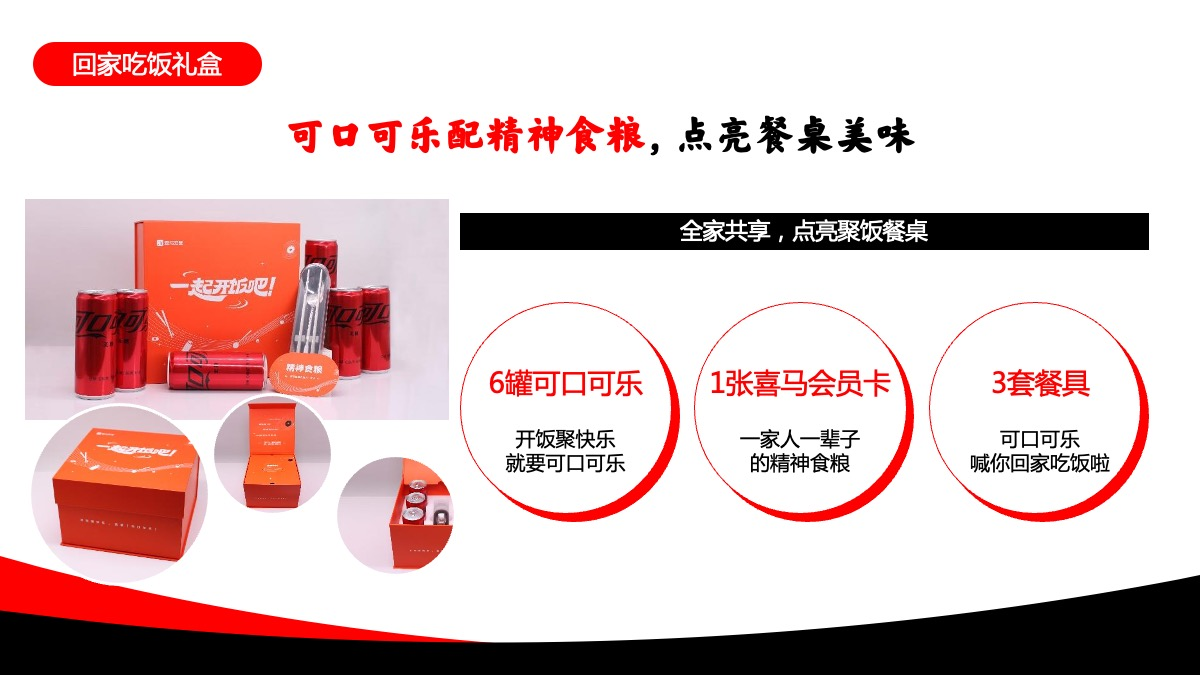 回家吃饭礼盒
可口可乐配精神食粮，点亮餐桌美味
全家共享，点亮聚饭餐桌
一起开饭吧！
精神食粮
6罐可口可乐
开饭聚快乐
就要可口可乐
1张喜马会员卡
一家人一辈子
的精神食粮
3套餐具
可口可乐
喊你回家吃饭啦